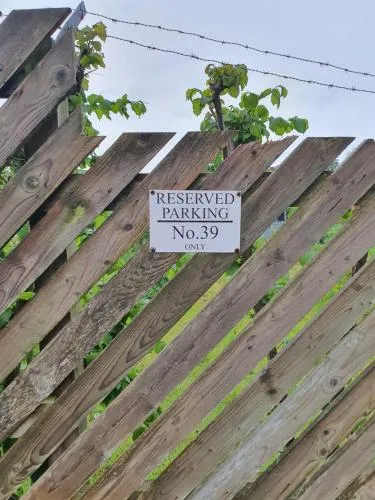 RESERVED
PARKING
No.39
ONLY